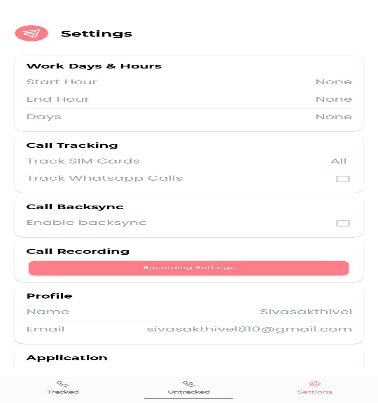 Settings
Work Days & Hours
Start Hour None
End Hour None
Days None
Call Tracking
Track SIM Cards All
Track Whatsapp Calls
Call Backsync
Enable backsync
Call Recording
Recording Settings
Profile
Name Sivasakthivel
Email sivasakthivel810@gmail.com
Application
Tracked Untracked Settings